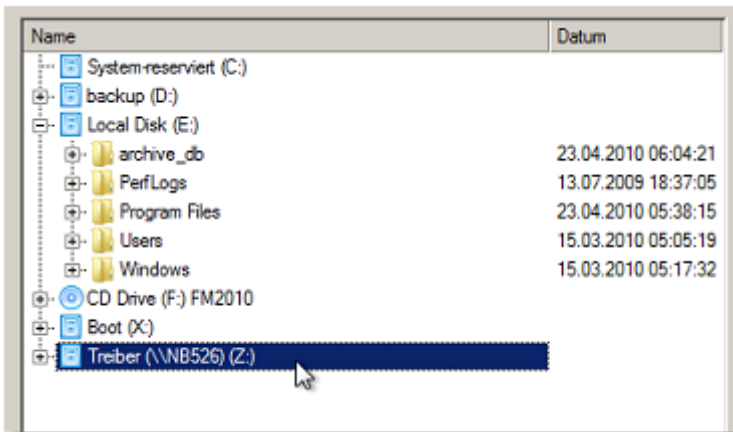 Name Datum
System-reserviert (C:)
backup (D:)
Local Disk (E:)
archive_db 23.04.2010 06:04:21
PerfLogs 13.07.2009 18:37:05
Program Files 23.04.2010 05:38:15
Users 15.03.2010 05:05:19
Windows 15.03.2010 05:17:32
CD Drive (F:) FM2010
Boot (X:)
Treiber (\\NB526) (Z:)